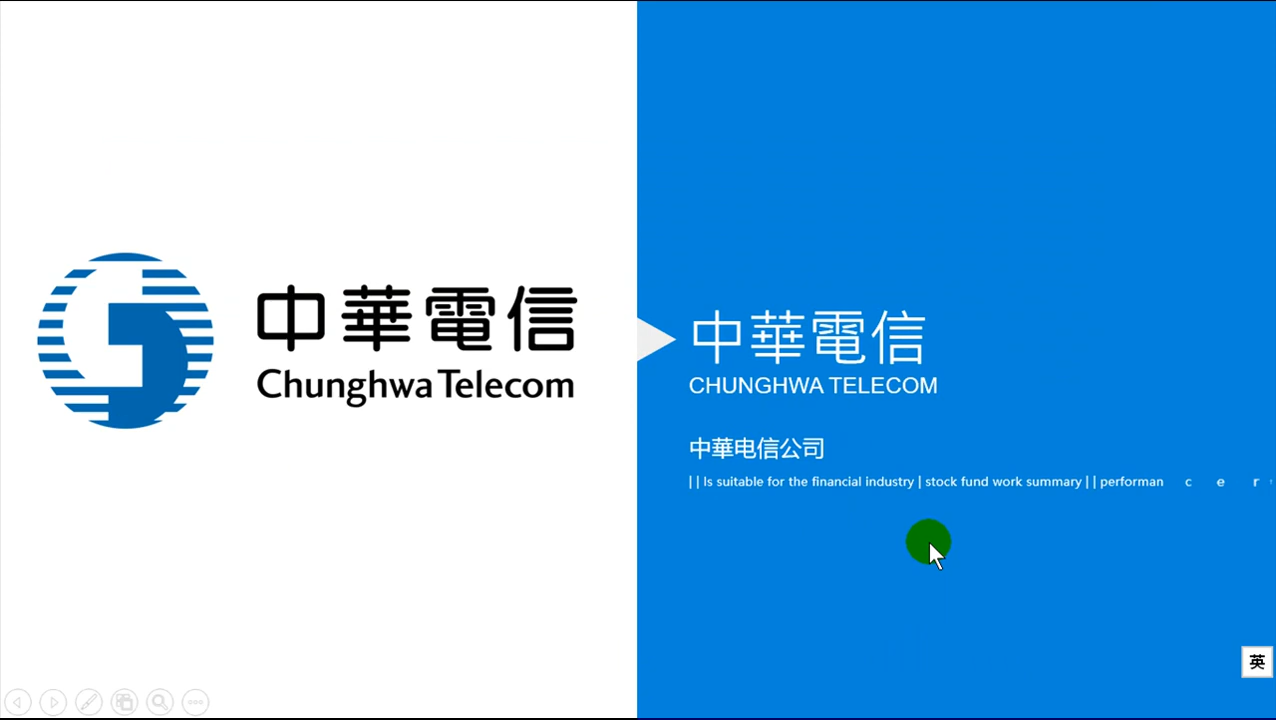 中華電信
Chunghwa Telecom
中華電信
CHUNGHWA TELECOM
中華电信公司
| | Is suitable for the financial industry | stock fund work summary | | performan c e r
英